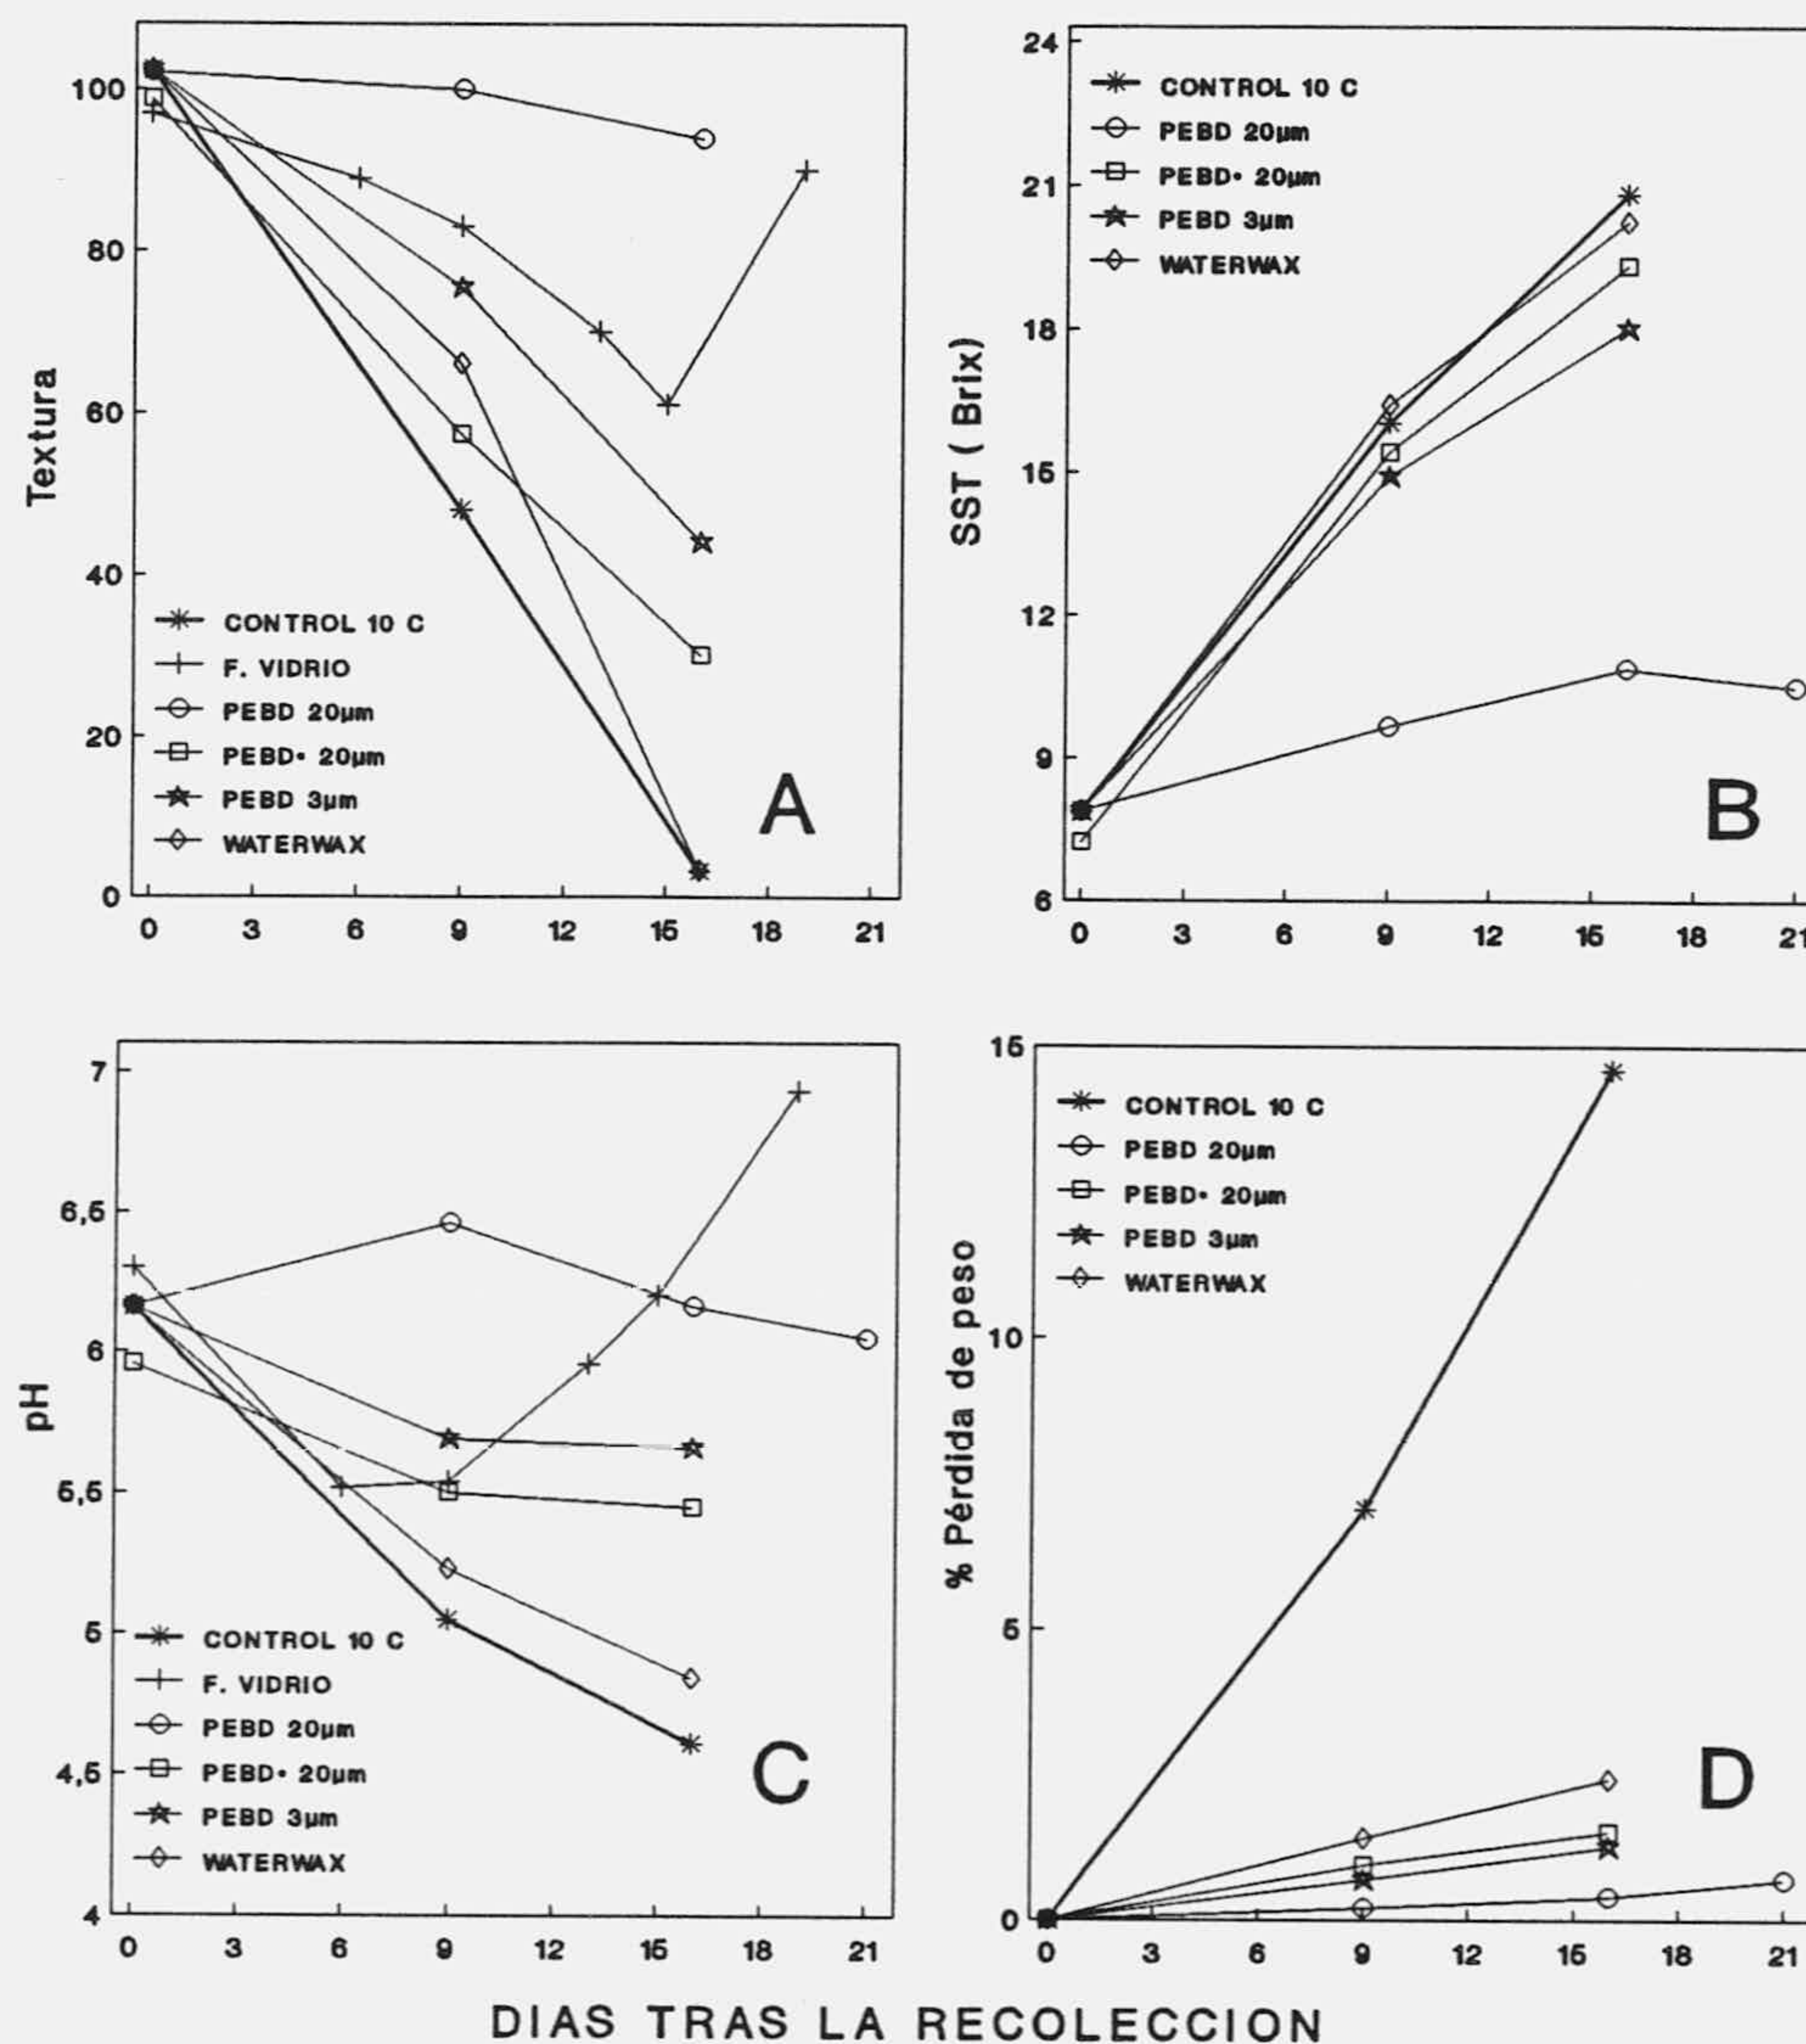 Textura
100
80
60
40
20
0
CONTROL 10 C
F. VIDRIO
PEBD 20µm
PEBD• 20µm
PEBD 3µm
WATERWAX
A
0 3 6 9 12 15 18 21
SST ( Brix)
24
21
18
15
12
9
6
CONTROL 10 C
PEBD 20µm
PEBD• 20µm
PEBD 3µm
WATERWAX
B
0 3 6 9 12 15 18 21
pH
7
6,5
6
5,5
5
4,5
4
CONTROL 10 C
F. VIDRIO
PEBD 20µm
PEBD• 20µm
PEBD 3µm
WATERWAX
C
0 3 6 9 12 15 18 21
% Pérdida de peso
15
10
5
0
CONTROL 10 C
PEBD 20µm
PEBD• 20µm
PEBD 3µm
WATERWAX
D
0 3 6 9 12 15 18 21
DIAS TRAS LA RECOLECCION